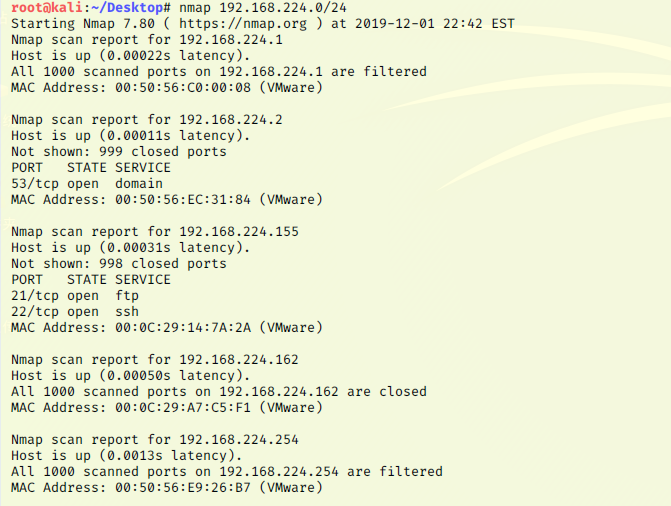 root@kali:~/Desktop# nmap 192.168.224.0/24
Starting Nmap 7.80 ( https://nmap.org ) at 2019-12-01 22:42 EST
Nmap scan report for 192.168.224.1
Host is up (0.00022s latency).
All 1000 scanned ports on 192.168.224.1 are filtered
MAC Address: 00:50:56:C0:00:08 (VMware)

Nmap scan report for 192.168.224.2
Host is up (0.00011s latency).
Not shown: 999 closed ports
PORT   STATE SERVICE
53/tcp open  domain
MAC Address: 00:50:56:EC:31:84 (VMware)

Nmap scan report for 192.168.224.155
Host is up (0.00031s latency).
Not shown: 998 closed ports
PORT   STATE SERVICE
21/tcp open  ftp
22/tcp open  ssh
MAC Address: 00:0C:29:14:7A:2A (VMware)

Nmap scan report for 192.168.224.162
Host is up (0.00050s latency).
All 1000 scanned ports on 192.168.224.162 are closed
MAC Address: 00:0C:29:A7:C5:F1 (VMware)

Nmap scan report for 192.168.224.254
Host is up (0.0013s latency).
All 1000 scanned ports on 192.168.224.254 are filtered
MAC Address: 00:50:56:E9:26:B7 (VMware)